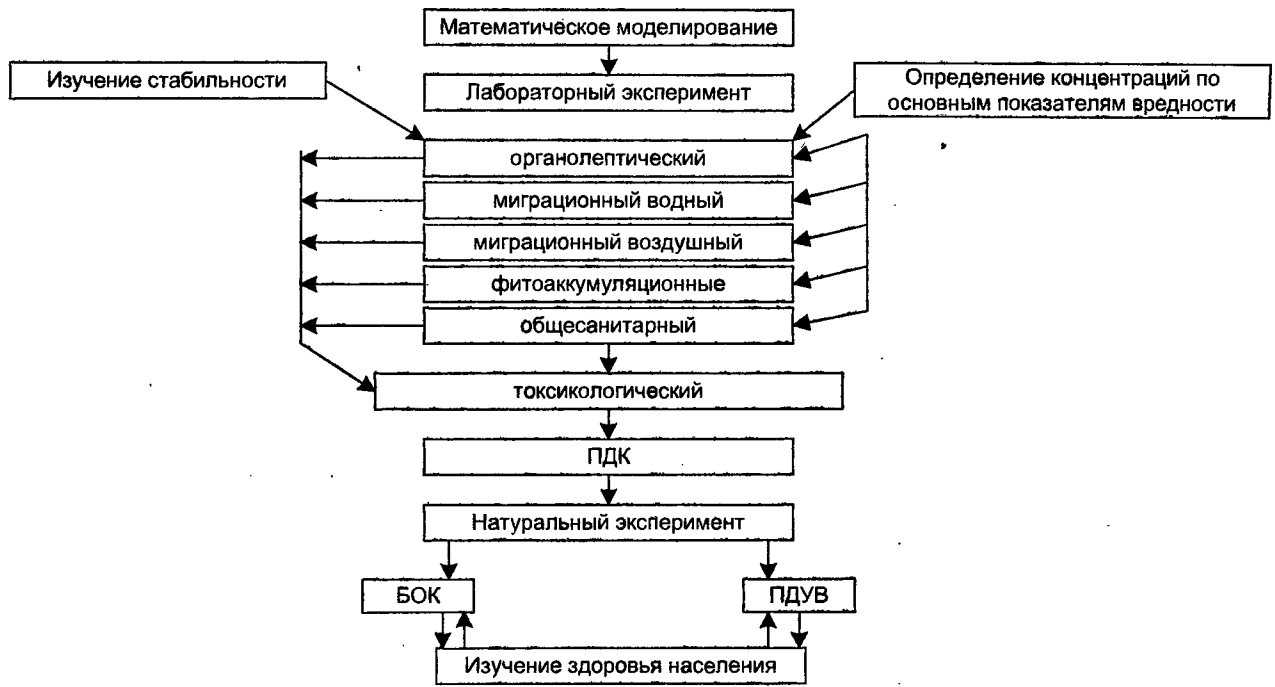 Математическое моделирование
Изучение стабильности
Лабораторный эксперимент
Определение концентраций по
основным показателям вредности
органолептический
миграционный водный
миграционный воздушный
фитоаккумуляционные
общесанитарный
токсикологический
ПДК
Натуральный эксперимент
БОК
ПДУВ
Изучение здоровья населения